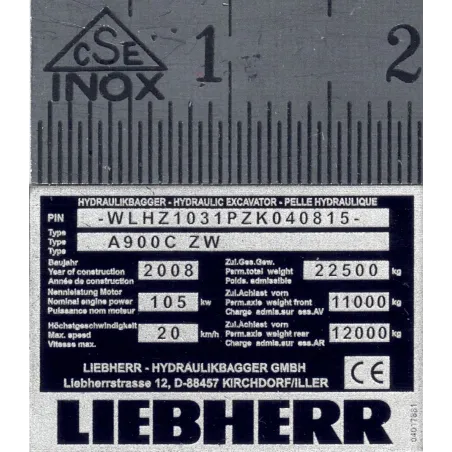 CSE
INOX
1 2
HYDRAULIKBAGGER - HYDRAULIC EXCAVATOR - PELLE HYDRAULIQUE
PIN -WLHZ1031PZK040815-
Type
Type A900C ZW
Type
Baujahr
Year of construction 2008
Année de construction
Zul.Ges.Gew.
Perm.total weight 22500 kg
Poids. admissible
Nennleistung Motor
Nominal engine power 105 kw
Puissance nom moteur
Zul.Achlast vorn
Perm.axle weight front 11000 kg
Charge admis.sur ess.AV
Höchstgeschwindigkeit
Max. speed 20 km/h
Vitesse max.
Zul.Achlast vorn
Perm.axle weight rear 12000 kg
Charge admis.sur ess.AR
LIEBHERR - HYDRAULIKBAGGER GMBH
Liebherrstrasse 12, D-88457 KIRCHDORF/ILLER
CE
LIEBHERR
04017881